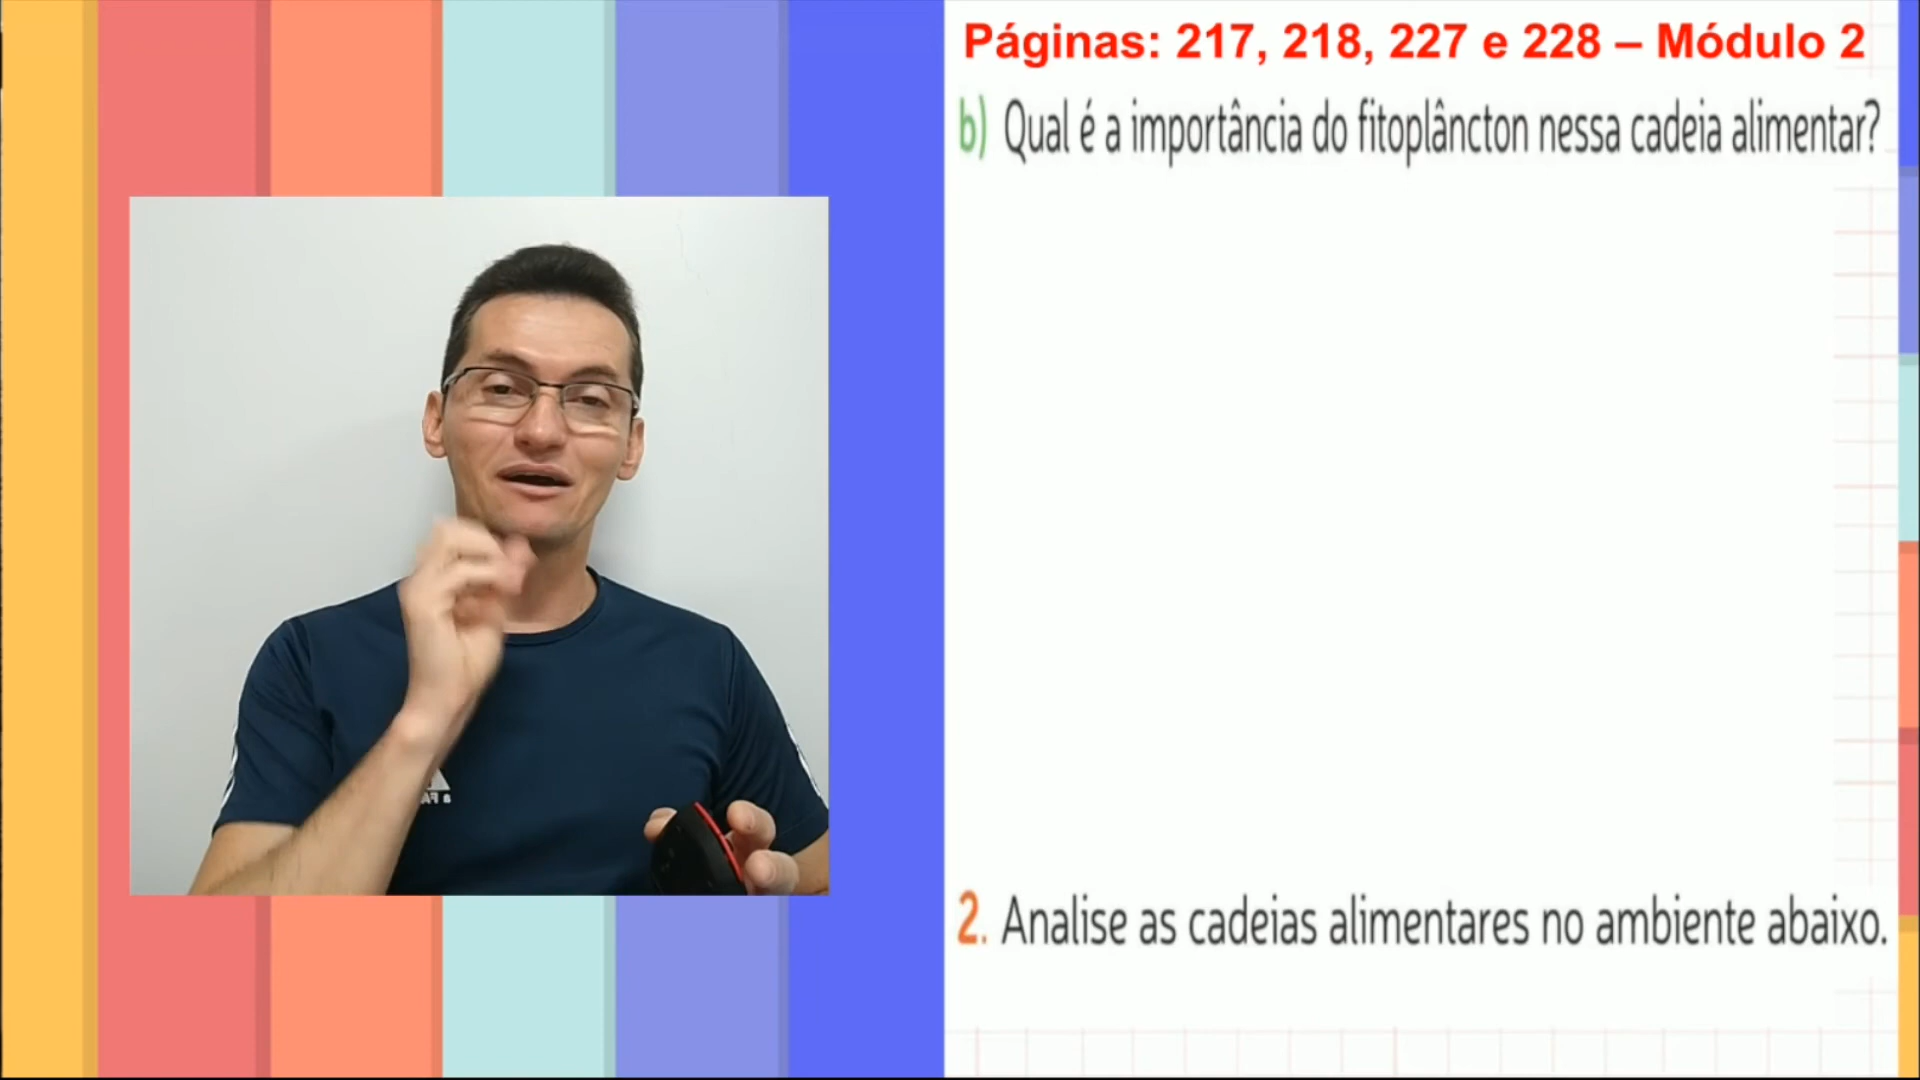 Páginas: 217, 218, 227 e 228 – Módulo 2
b) Qual é a importância do fitoplâncton nessa cadeia alimentar?
2. Analise as cadeias alimentares no ambiente abaixo.